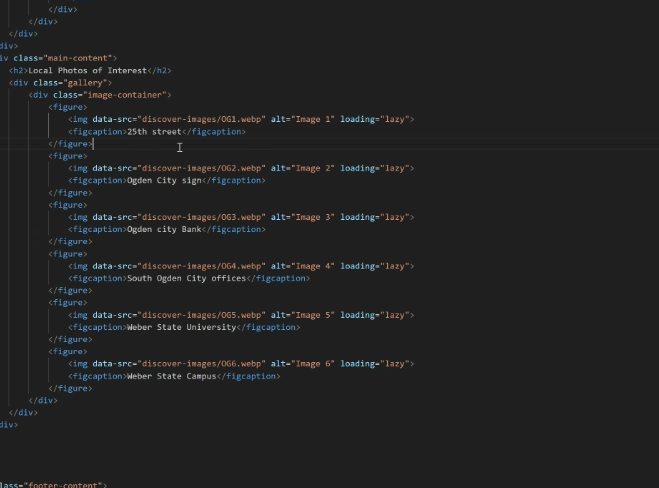 </div>
</div>
</div>
div>
iv class="main-content">
<h2>Local Photos of Interest</h2>
<div class="gallery">
<div class="image-container">
<figure>
<img data-src="discover-images/OG1.webp" alt="Image 1" loading="lazy">
<figcaption>25th street</figcaption>
</figure>
<figure>
<img data-src="discover-images/OG2.webp" alt="Image 2" loading="lazy">
<figcaption>Ogden City sign</figcaption>
</figure>
<figure>
<img data-src="discover-images/OG3.webp" alt="Image 3" loading="lazy">
<figcaption>Ogden city Bank</figcaption>
</figure>
<figure>
<img data-src="discover-images/OG4.webp" alt="Image 4" loading="lazy">
<figcaption>South Ogden City offices</figcaption>
</figure>
<figure>
<img data-src="discover-images/OG5.webp" alt="Image 5" loading="lazy">
<figcaption>Weber State University</figcaption>
</figure>
<figure>
<img data-src="discover-images/OG6.webp" alt="Image 6" loading="lazy">
<figcaption>Weber State Campus</figcaption>
</figure>
</div>
</div>
div>
lass="footer-content">